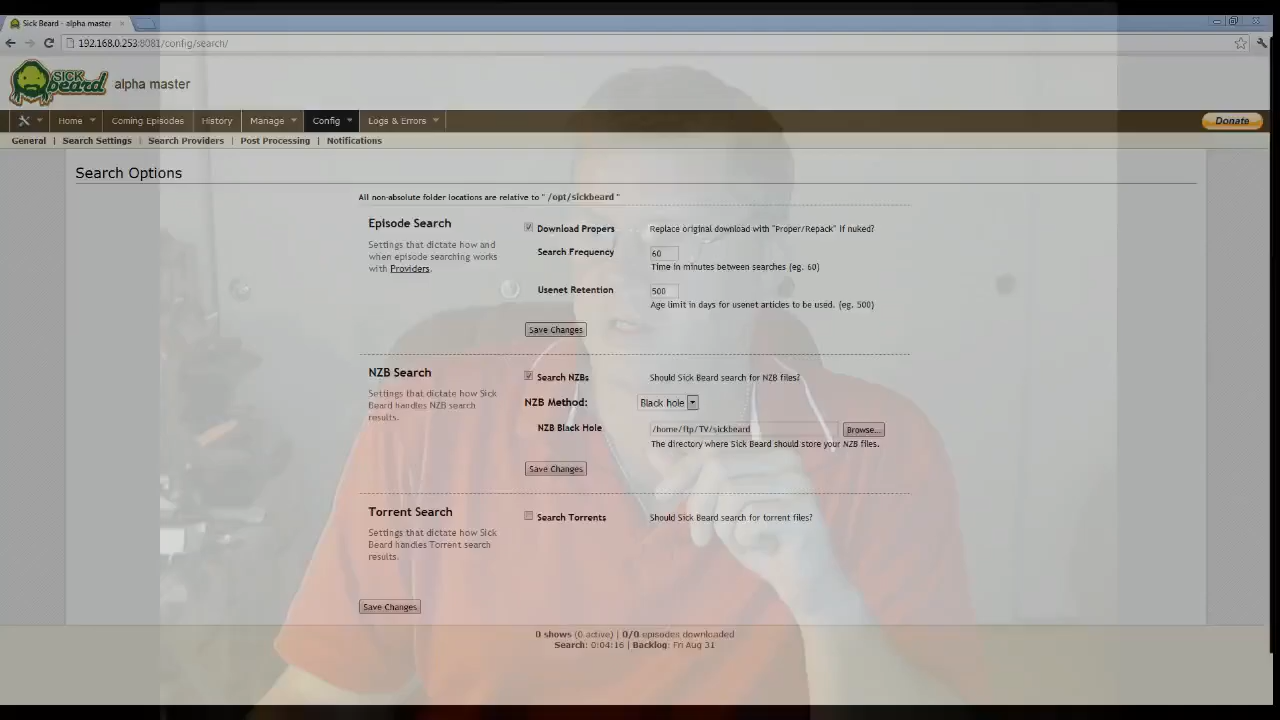 Sick Beard - alpha master
192.168.0.253:8081/config/search/
SICK beard alpha master
Home Coming Episodes History Manage Config Logs & Errors Donate
General | Search Settings | Search Providers | Post Processing | Notifications
Search Options
All non-absolute folder locations are relative to " /opt/sickbeard "
Episode Search
Settings that dictate how and
when episode searching works
with Providers.
Download Propers Replace original download with "Proper/Repack" if nuked?
Search Frequency 60
Time in minutes between searches (eg. 60)
Usenet Retention 500
Age limit in days for usenet articles to be used. (eg. 500)
Save Changes
NZB Search
Settings that dictate how Sick
Beard handles NZB search
results.
Search NZBs Should Sick Beard search for NZB files?
NZB Method: Black hole
NZB Black Hole /home/ftp/TV/sickbeard Browse...
The directory where Sick Beard should store your NZB files.
Save Changes
Torrent Search
Settings that dictate how Sick
Beard handles Torrent search
results.
Search Torrents Should Sick Beard search for torrent files?
Save Changes
0 shows (0 active) | 0/0 episodes downloaded
Search: 0:04:16 | Backlog: Fri Aug 31